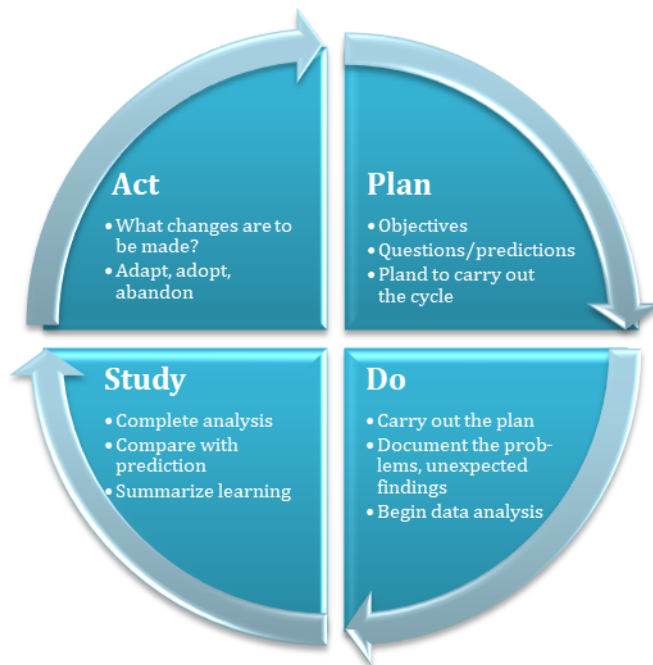 Act
• What changes are to
be made?
• Adapt, adopt,
abandon
Plan
• Objectives
• Questions/predictions
• Pland to carry out
the cycle
Study
• Complete analysis
• Compare with
prediction
• Summarize learning
Do
• Carry out the plan
• Document the prob-
lems, unexpected
findings
• Begin data analysis